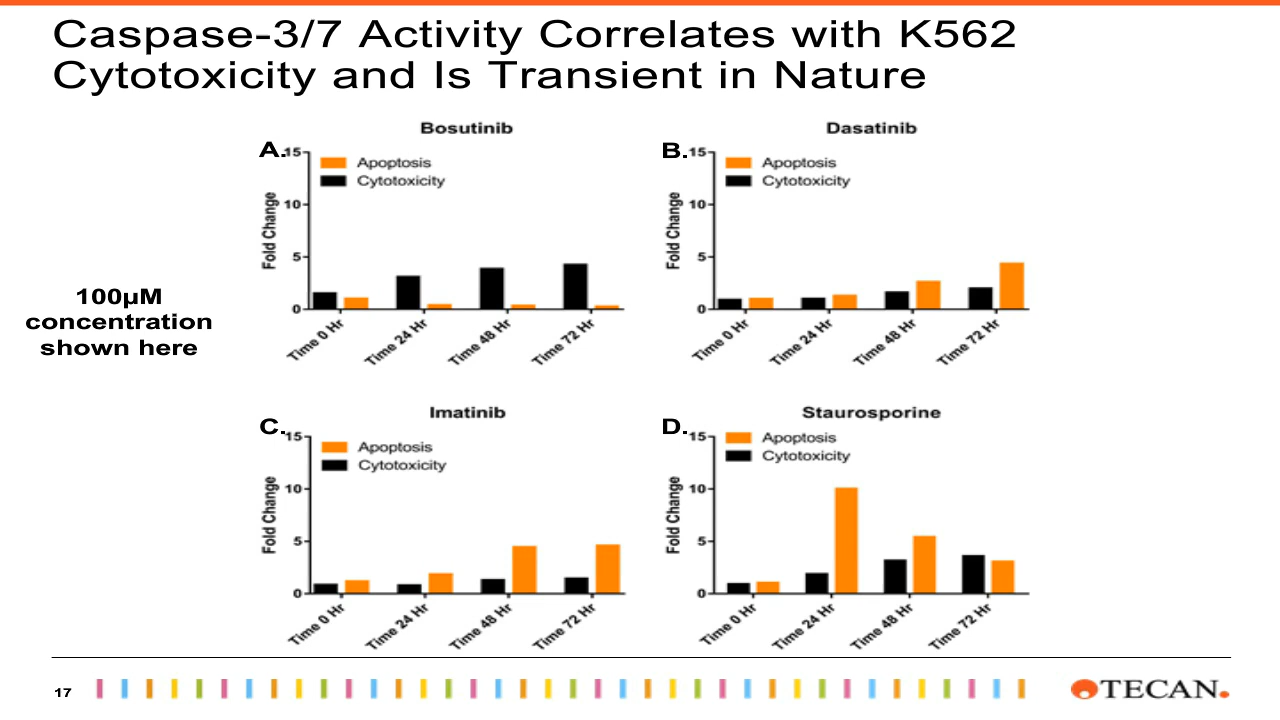 Caspase-3/7 Activity Correlates with K562
Cytotoxicity and Is Transient in Nature
100µM
concentration
shown here
A.
Bosutinib
Apoptosis
Cytotoxicity
Fold Change
15
10
5
0
Time 0 Hr
Time 24 Hr
Time 48 Hr
Time 72 Hr
B.
Dasatinib
Apoptosis
Cytotoxicity
Fold Change
15
10
5
0
Time 0 Hr
Time 24 Hr
Time 48 Hr
Time 72 Hr
C.
Imatinib
Apoptosis
Cytotoxicity
Fold Change
15
10
5
0
Time 0 Hr
Time 24 Hr
Time 48 Hr
Time 72 Hr
D.
Staurosporine
Apoptosis
Cytotoxicity
Fold Change
15
10
5
0
Time 0 Hr
Time 24 Hr
Time 48 Hr
Time 72 Hr
17
TECAN.